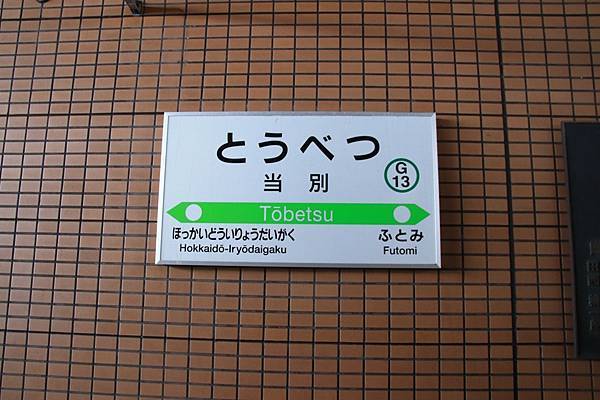 とうべつ
当別
G
13
Tōbetsu
ほっかいどういりょうだいがく
ふとみ
Hokkaidō-Iryōdaigaku
Futomi